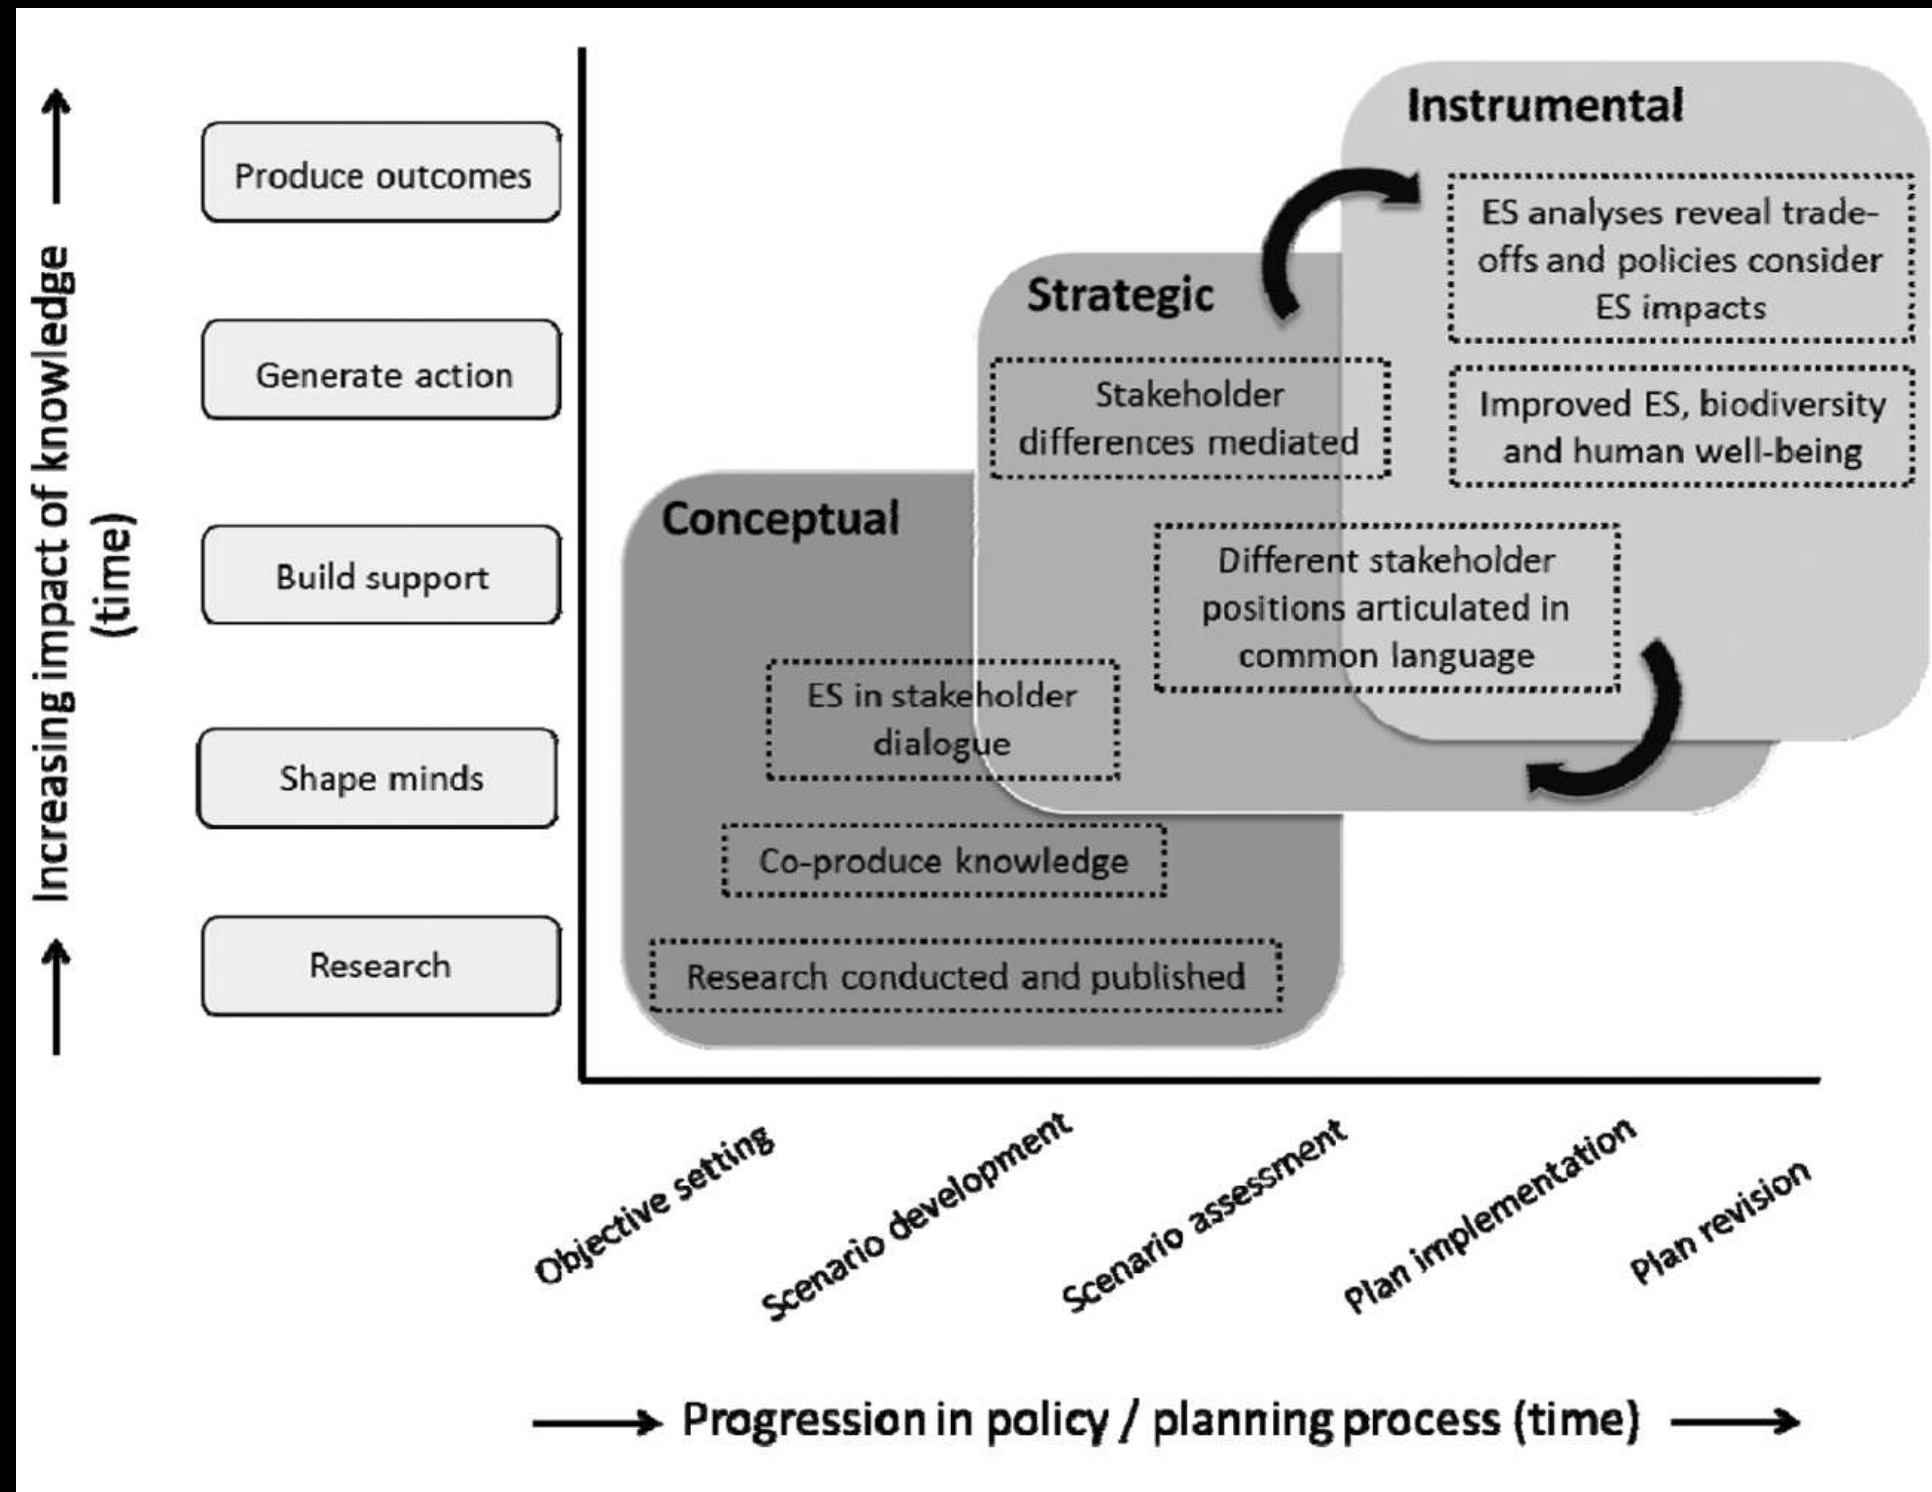 Increasing impact of knowledge
(time)
Produce outcomes
Generate action
Build support
Shape minds
Research
Instrumental
ES analyses reveal trade-
offs and policies consider
ES impacts
Improved ES, biodiversity
and human well-being
Strategic
Stakeholder
differences mediated
Different stakeholder
positions articulated in
common language
Conceptual
ES in stakeholder
dialogue
Co-produce knowledge
Research conducted and published
Objective setting
Scenario development
Scenario assessment
Plan implementation
Plan revision
Progression in policy / planning process (time)